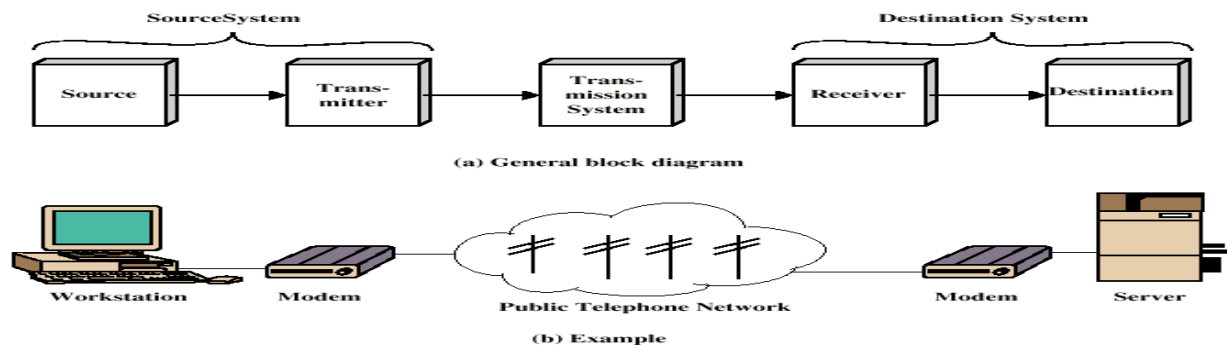 SourceSystem
Destination System
Source
Trans-
mitter
Trans-
mission
System
Receiver
Destination
(a) General block diagram
Workstation
Modem
Public Telephone Network
Modem
Server
(b) Example